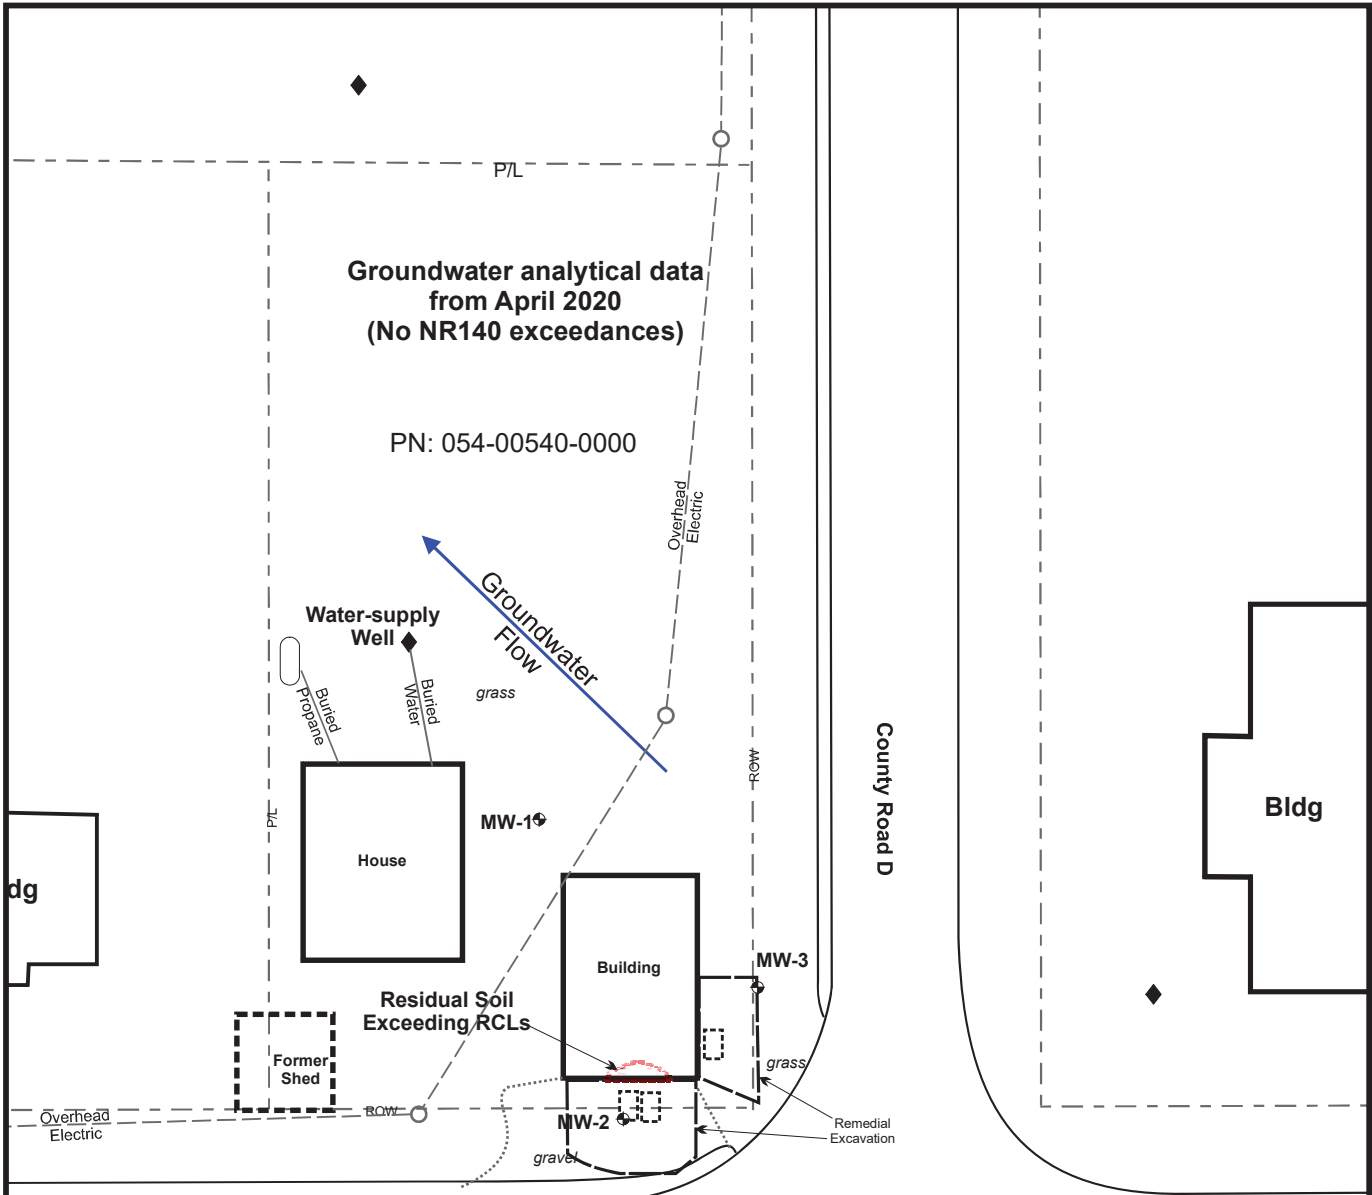 P/L
Groundwater analytical data
from April 2020
(No NR140 exceedances)
PN: 054-00540-0000
Overhead
Electric
Groundwater
Flow
Water-supply
Well
Buried
Propane
Buried
Water
grass
County Road D
ROW
P/L
MW-1
House
Bldg
dg
Building
MW-3
Residual Soil
Exceeding RCLs
Former
Shed
grass
Overhead
Electric
ROW
MW-2
Remedial
Excavation
gravel